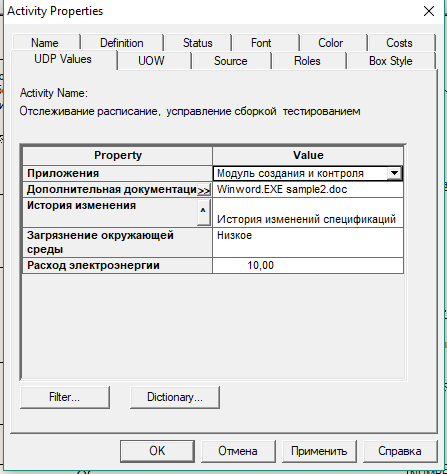 Activity Properties
Name Definition Status Font Color Costs
UDP Values UOW Source Roles Box Style
Activity Name:
Отслеживание расписание, усправление сборкой тестированием
Property Value
Приложения Модуль создания и контроля
Дополнительная документаци >> Winword.EXE sample2.doc
История изменения ^ История изменений спецификаций
Загрязнение окружающей Низкое
среды
Расход электроэнергии 10,00
Filter... Dictionary...
OK Отмена Применить Справка